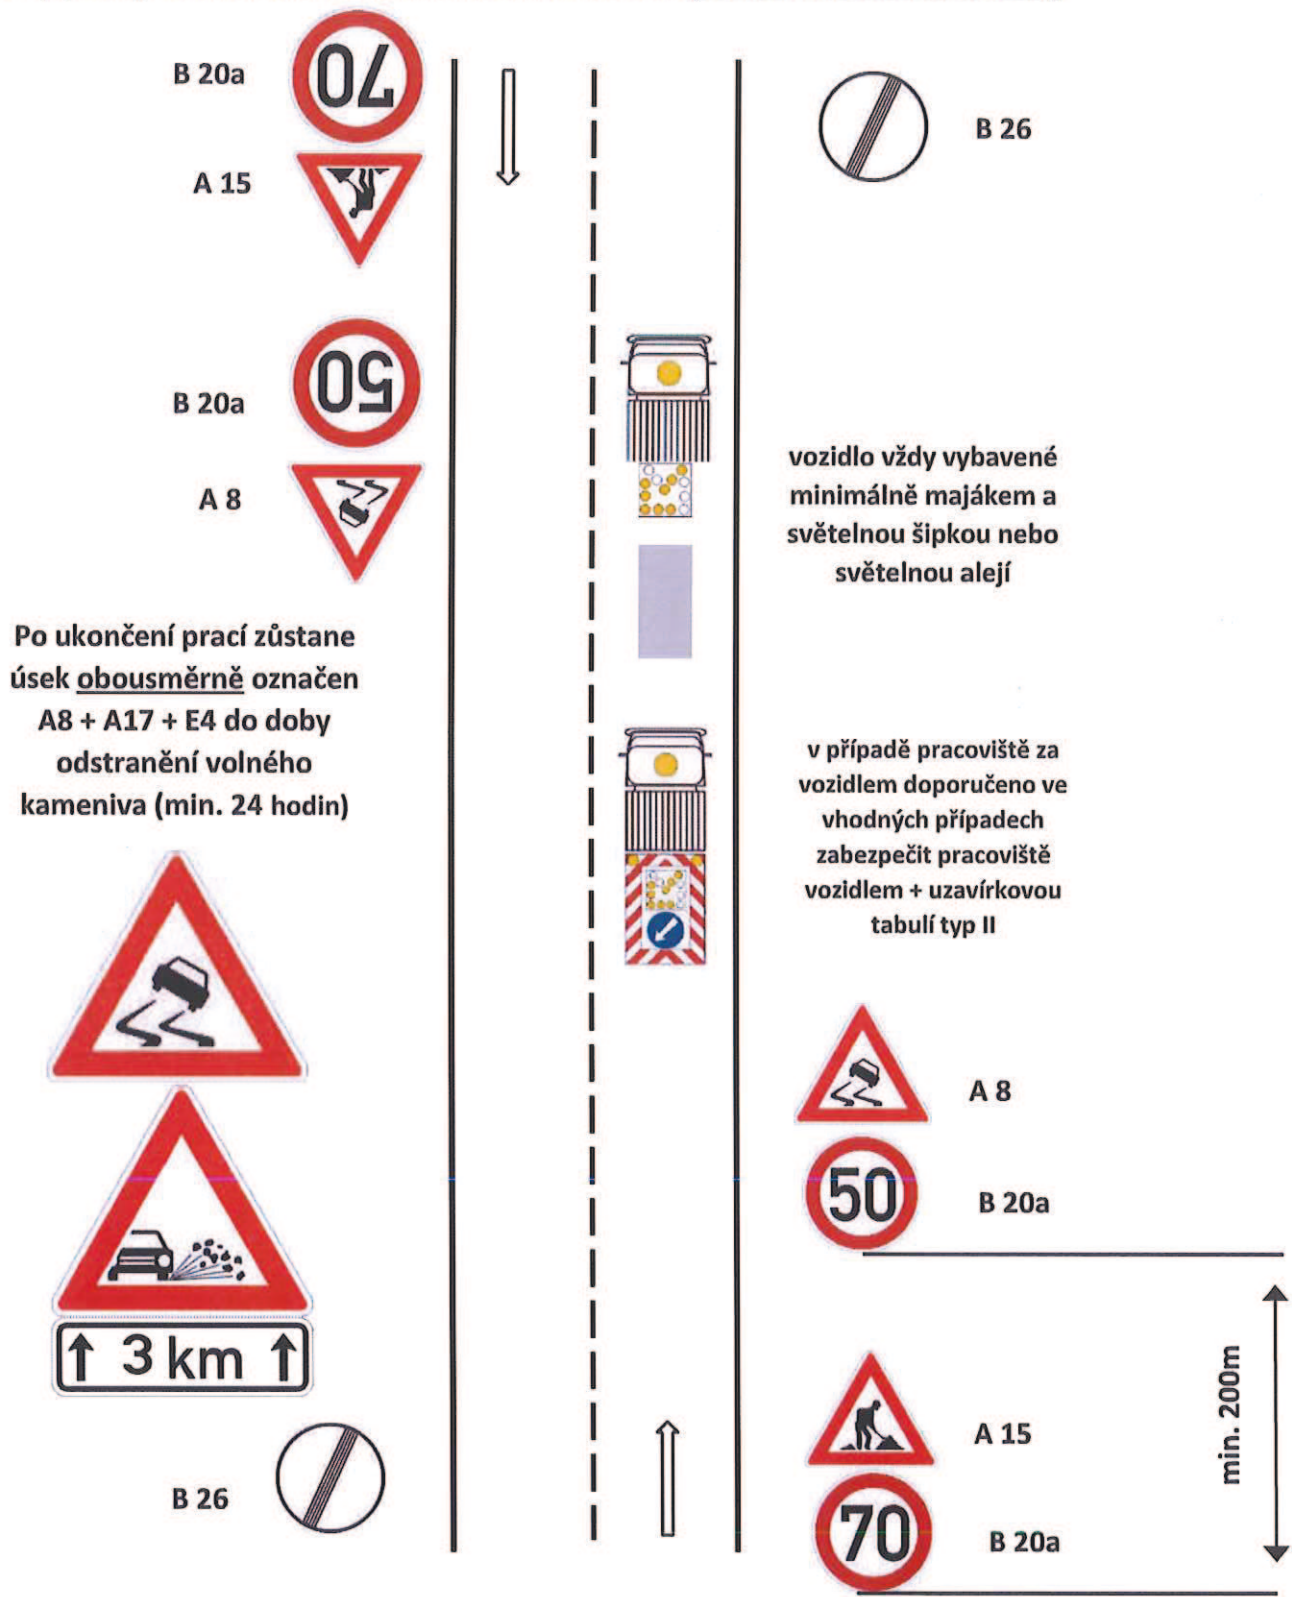 B 20a
70
A 15
B 26
B 20a
50
A 8
vozidlo vždy vybavené
minimálně majákem a
světelnou šipkou nebo
světelnou alejí
Po ukončení prací zůstane
úsek obousměrně označen
A8 + A17 + E4 do doby
odstranění volného
kameniva (min. 24 hodin)
v případě pracoviště za
vozidlem doporučeno ve
vhodných případech
zabezpečit pracoviště
vozidlem + uzavírkovou
tabulí typ II
A 8
50
B 20a
3 km
min. 200m
A 15
B 26
70
B 20a